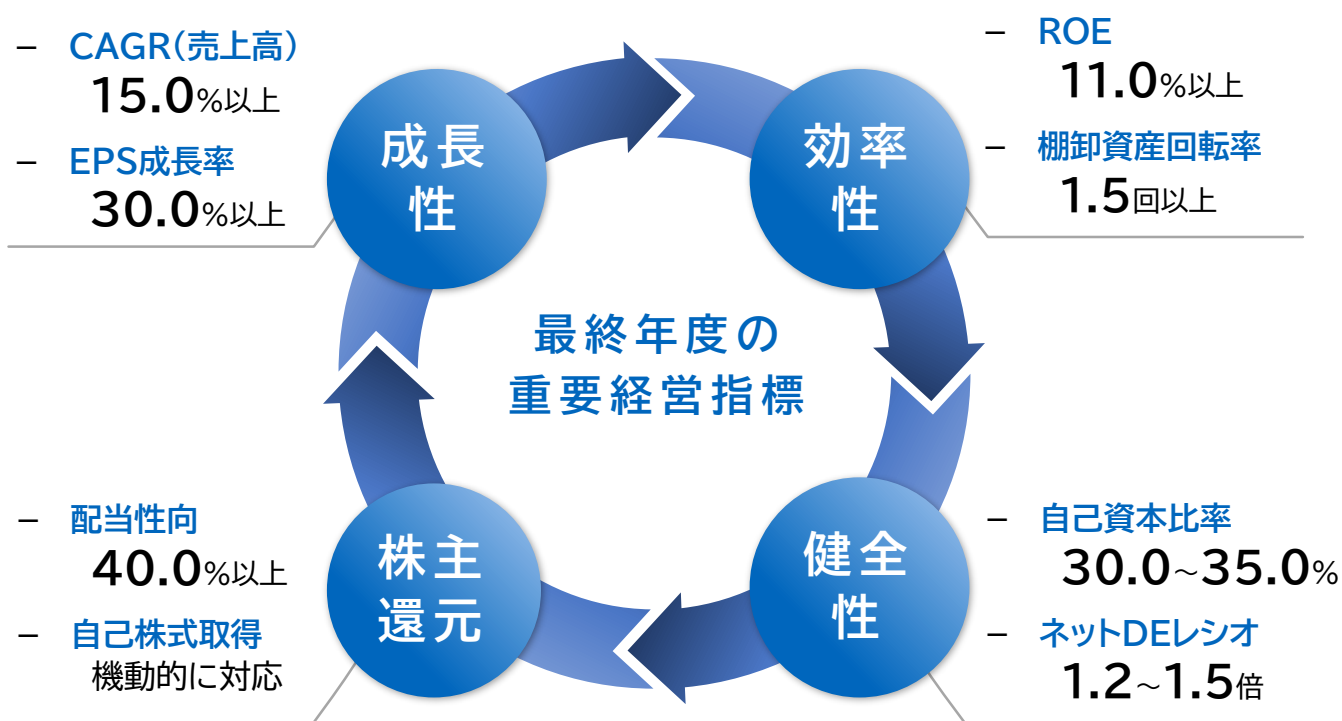 – CAGR(売上高)
15.0%以上
– EPS成長率
30.0%以上
成長
性
効率
性
– ROE
11.0%以上
– 棚卸資産回転率
1.5回以上
最終年度の
重要経営指標
– 配当性向
40.0%以上
– 自己株式取得
機動的に対応
株主
還元
健全
性
– 自己資本比率
30.0~35.0%
– ネットDEレシオ
1.2~1.5倍